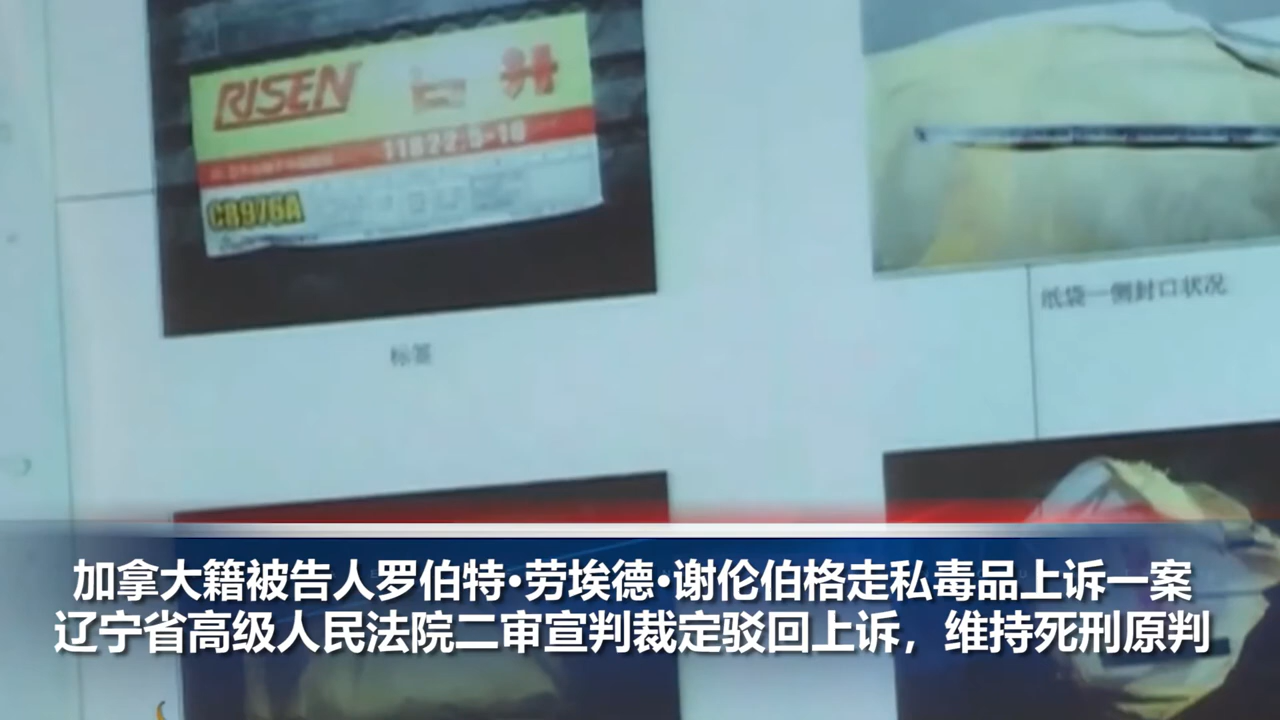 RISEN
11R22.5-16
CB976A
标签
纸袋一侧封口状况
加拿大籍被告人罗伯特·劳埃德·谢伦伯格走私毒品上诉一案
辽宁省高级人民法院二审宣判裁定驳回上诉，维持死刑原判